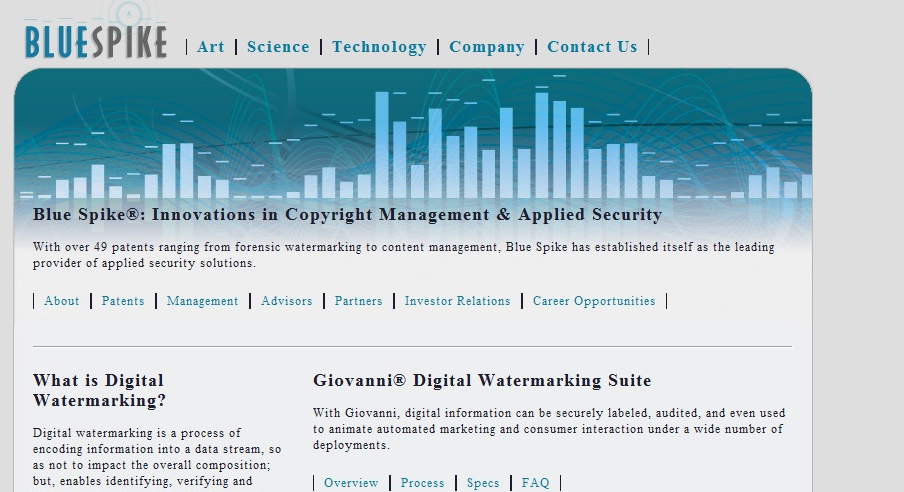 BLUESPIKE
Art | Science | Technology | Company | Contact Us
Blue Spike®: Innovations in Copyright Management & Applied Security
With over 49 patents ranging from forensic watermarking to content management, Blue Spike has established itself as the leading
provider of applied security solutions.
About | Patents | Management | Advisors | Partners | Investor Relations | Career Opportunities
What is Digital
Watermarking?
Digital watermarking is a process of
encoding information into a data stream, so
as not to impact the overall composition;
but, enables identifying, verifying and
Giovanni® Digital Watermarking Suite
With Giovanni, digital information can be securely labeled, audited, and even used
to animate automated marketing and consumer interaction under a wide number of
deployments.
Overview | Process | Specs | FAQ